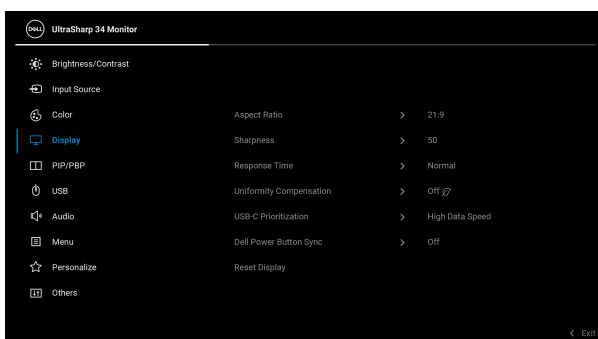 DELL UltraSharp 34 Monitor
Brightness/Contrast
Input Source
Color
Aspect Ratio > 21:9
Display
Sharpness > 50
PIP/PBP
Response Time > Normal
USB
Uniformity Compensation > Off
Audio
USB-C Prioritization > High Data Speed
Menu
Dell Power Button Sync > Off
Personalize
Reset Display
Others
< Exit